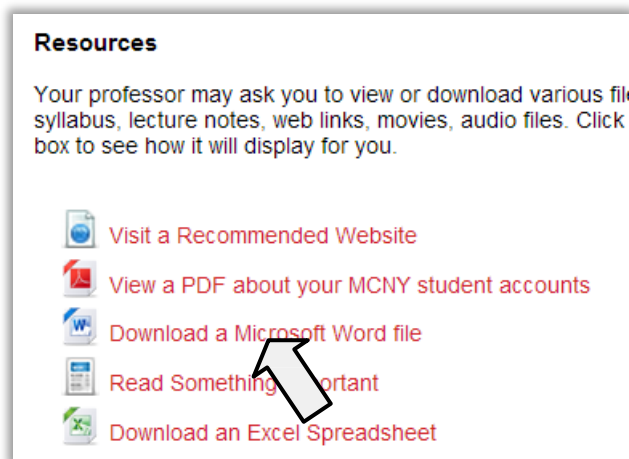 Resources
Your professor may ask you to view or download various
syllabus, lecture notes, web links, movies, audio files. Click
box to see how it will display for you.
Visit a Recommended Website
View a PDF about your MCNY student accounts
Download a Microsoft Word file
Read Something
Download an Excel Spreadsheet